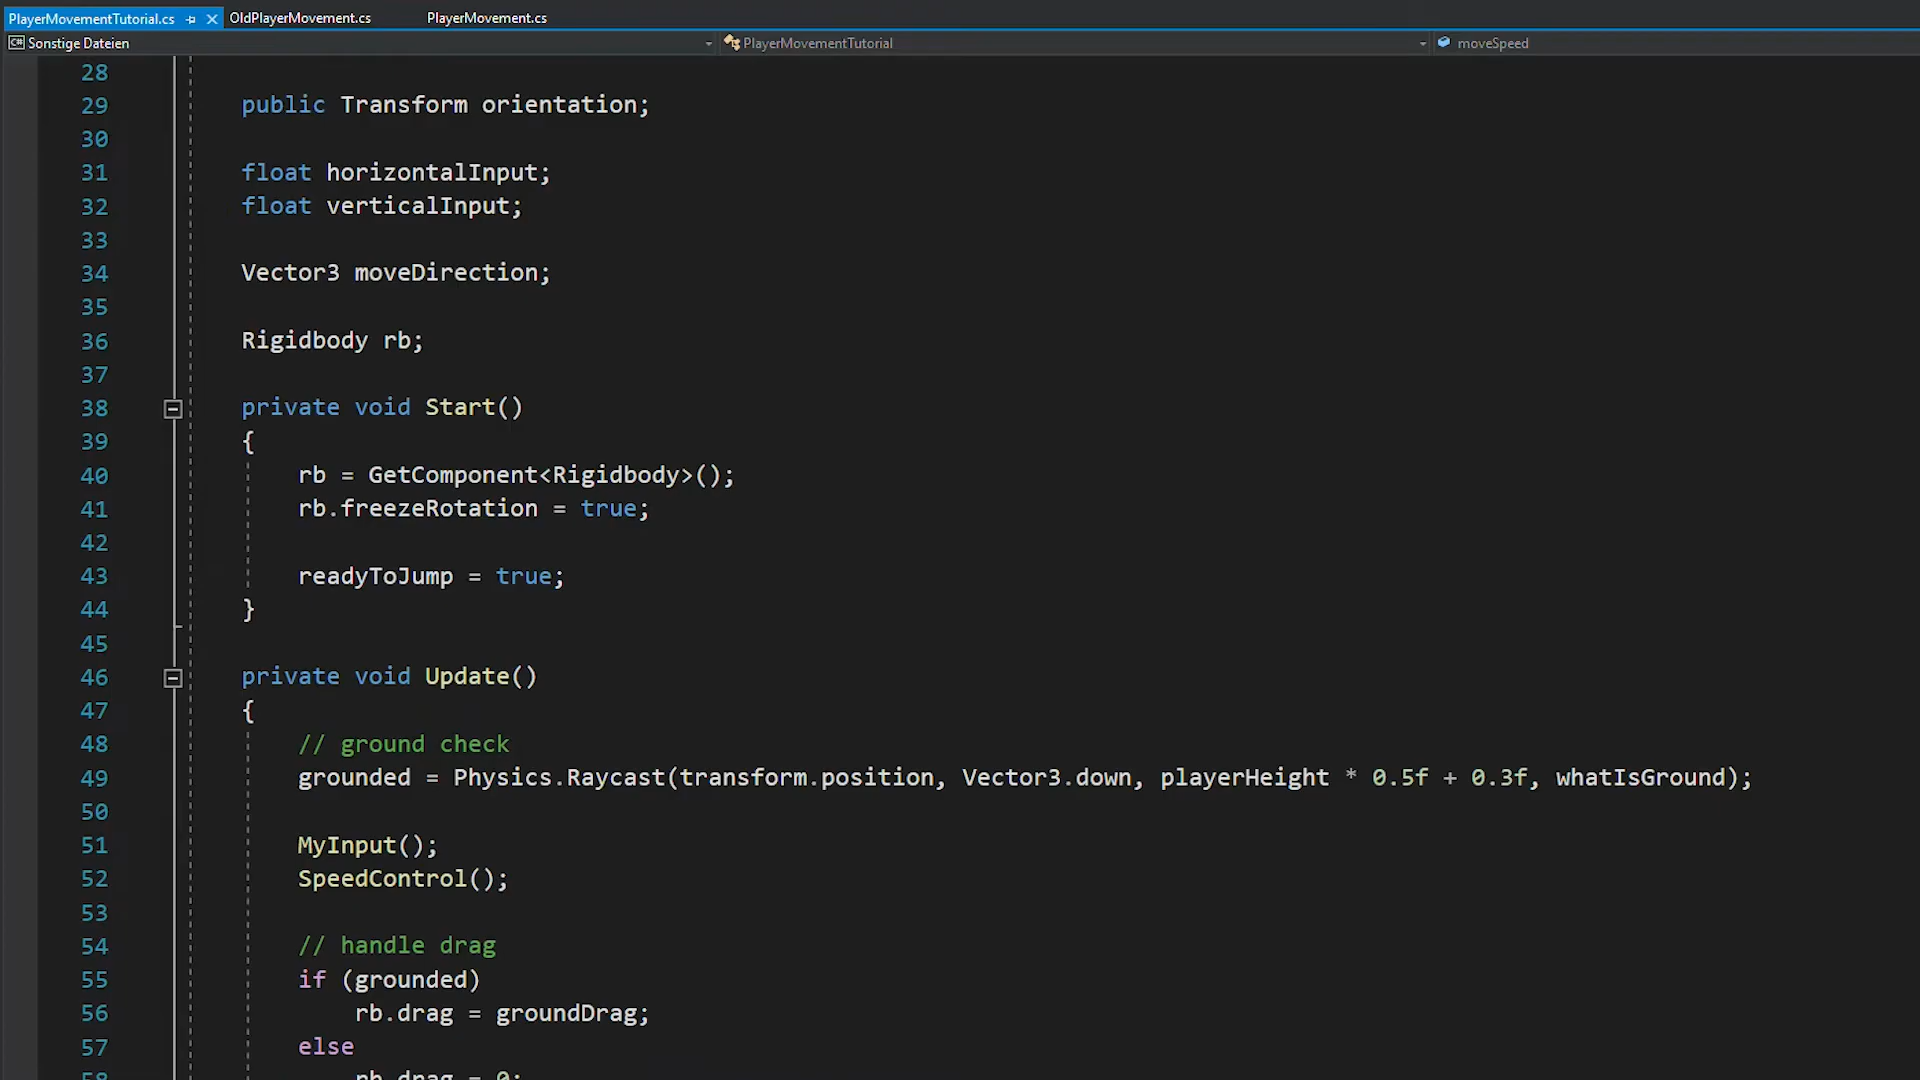 PlayerMovementTutorial.cs OldPlayerMovement.cs PlayerMovement.cs
C# Sonstige Dateien PlayerMovementTutorial moveSpeed
28
29 public Transform orientation;
30
31 float horizontalInput;
32 float verticalInput;
33
34 Vector3 moveDirection;
35
36 Rigidbody rb;
37
38 private void Start()
39 {
40 rb = GetComponent<Rigidbody>();
41 rb.freezeRotation = true;
42
43 readyToJump = true;
44 }
45
46 private void Update()
47 {
48 // ground check
49 grounded = Physics.Raycast(transform.position, Vector3.down, playerHeight * 0.5f + 0.3f, whatIsGround);
50
51 MyInput();
52 SpeedControl();
53
54 // handle drag
55 if (grounded)
56 rb.drag = groundDrag;
57 else
58 rb.drag = 0;